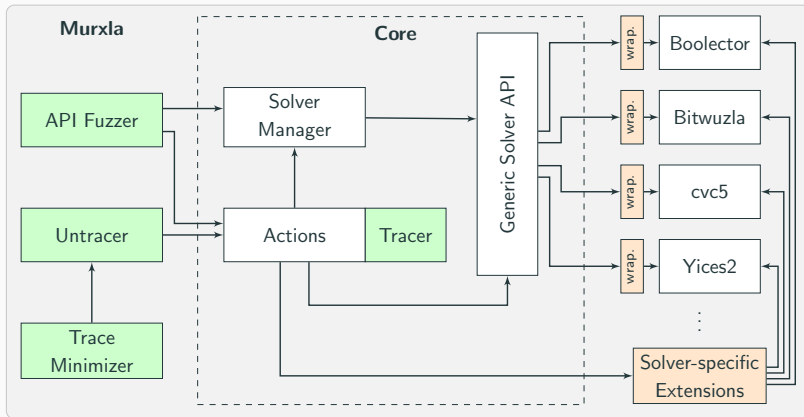 Murxla
Core
API Fuzzer
Solver
Manager
Generic Solver API
wrap.
Boolector
wrap.
Bitwuzla
wrap.
cvc5
wrap.
Yices2
Untracer
Actions
Tracer
Trace
Minimizer
Solver-specific
Extensions